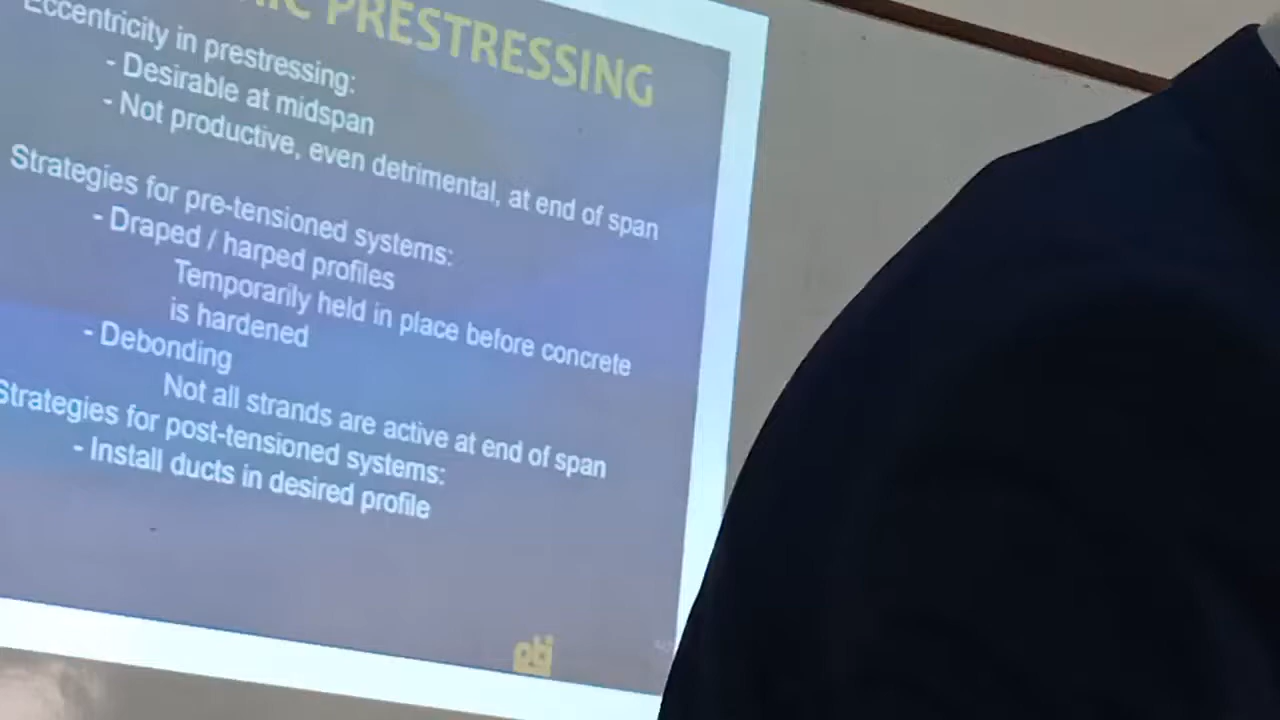 PRESTRESSING
Eccentricity in prestressing:
- Desirable at midspan
- Not productive, even detrimental, at end of span
Strategies for pre-tensioned systems:
- Draped / harped profiles
Temporarily held in place before concrete
is hardened
- Debonding
Not all strands are active at end of span
Strategies for post-tensioned systems:
- Install ducts in desired profile
pti